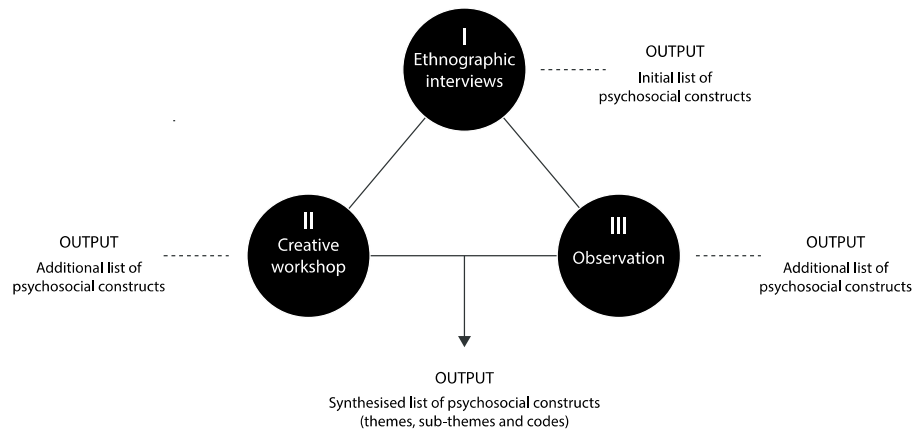 I
Ethnographic
interviews
OUTPUT
Initial list of
psychosocial constructs
II
Creative
workshop
OUTPUT
Additional list of
psychosocial constructs
III
Observation
OUTPUT
Additional list of
psychosocial constructs
OUTPUT
Synthesised list of psychosocial constructs
(themes, sub-themes and codes)